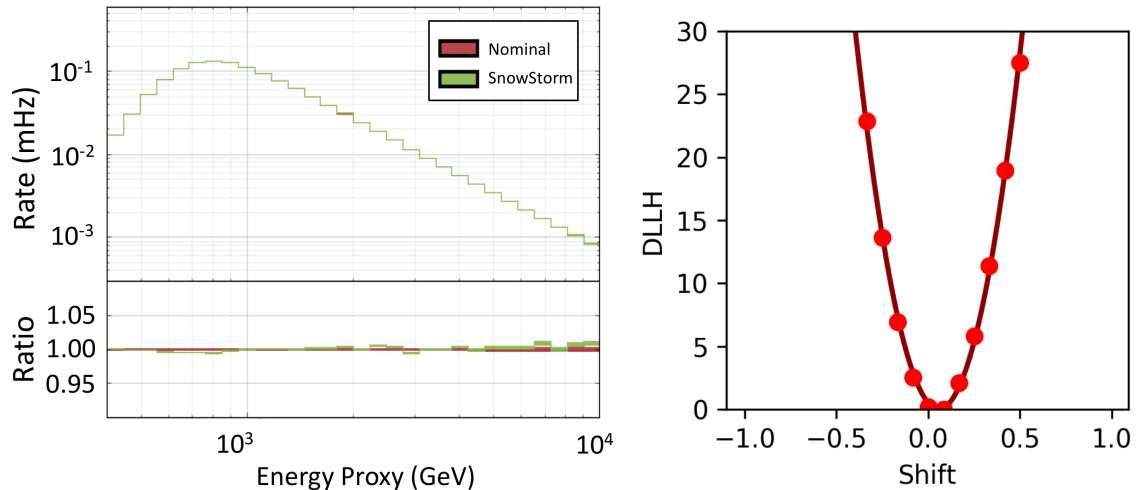 Rate (mHz)
10⁻¹
10⁻²
10⁻³
Nominal
SnowStorm
Ratio
1.05
1.00
0.95
10³
10⁴
Energy Proxy (GeV)
DLLH
30
25
20
15
10
5
0
−1.0 −0.5 0.0 0.5 1.0
Shift